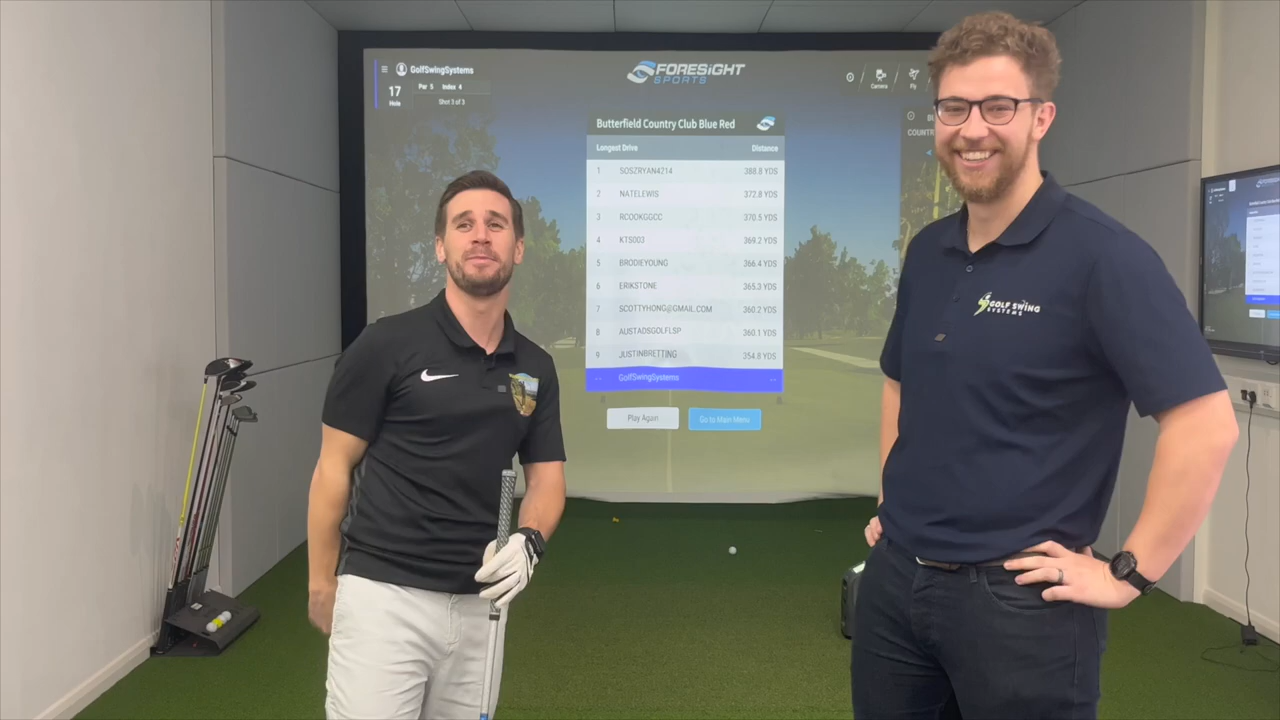 GolfSwingSystems
17
Hole
Par 5 Index 4
Shot 3 of 3
FORESIGHT
SPORTS
Camera
Fly
Butterfield Country Club Blue Red
Longest Drive Distance
1 SOSZRYAN4214 388.8 YDS
2 NATELEWIS 372.8 YDS
3 RCOOKGGCC 370.5 YDS
4 KTS003 369.2 YDS
5 BRODIEYOUNG 366.4 YDS
6 ERIKSTONE 365.3 YDS
7 SCOTTYHONG@GMAIL.COM 360.2 YDS
8 AUSTADSGOLFLSP 360.1 YDS
9 JUSTINBRETTING 354.8 YDS
-- GolfSwingSystems --
Play Again
Go to Main Menu
GOLF SWING
SYSTEMS